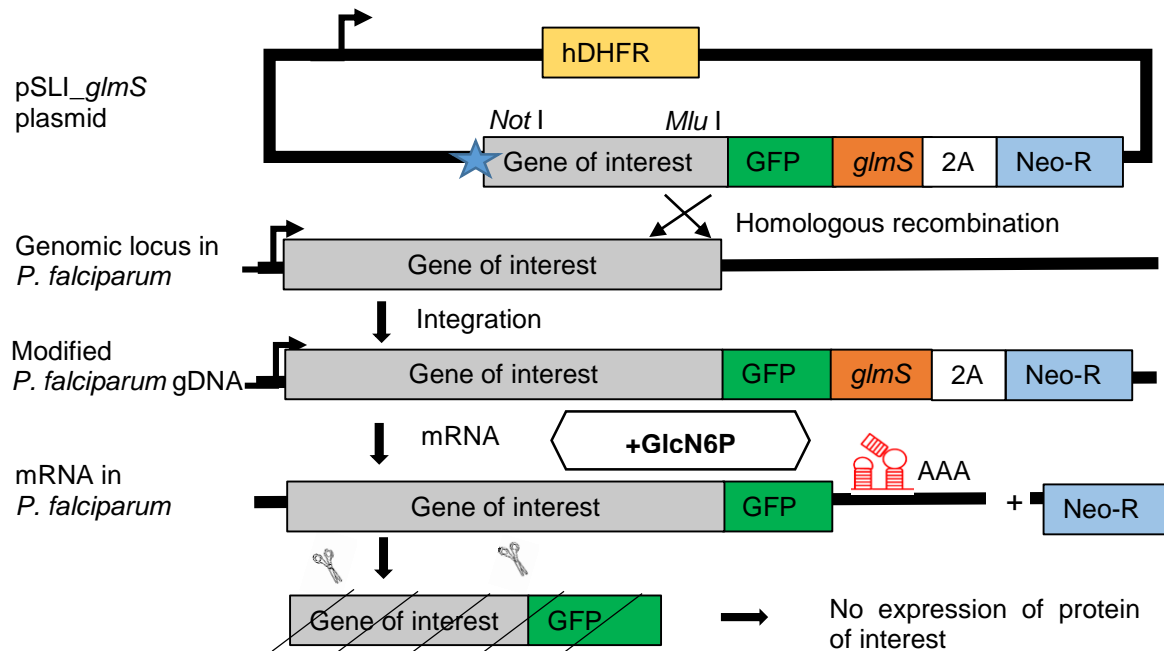 hDHFR
pSLI_glmS
plasmid
Not I
Mlu I
Gene of interest
GFP
glmS
2A
Neo-R
Homologous recombination
Genomic locus in
P. falciparum
Gene of interest
Integration
Modified
P. falciparum gDNA
Gene of interest
GFP
glmS
2A
Neo-R
mRNA
+GlcN6P
mRNA in
P. falciparum
Gene of interest
GFP
AAA
+
Neo-R
Gene of interest
GFP
No expression of protein
of interest